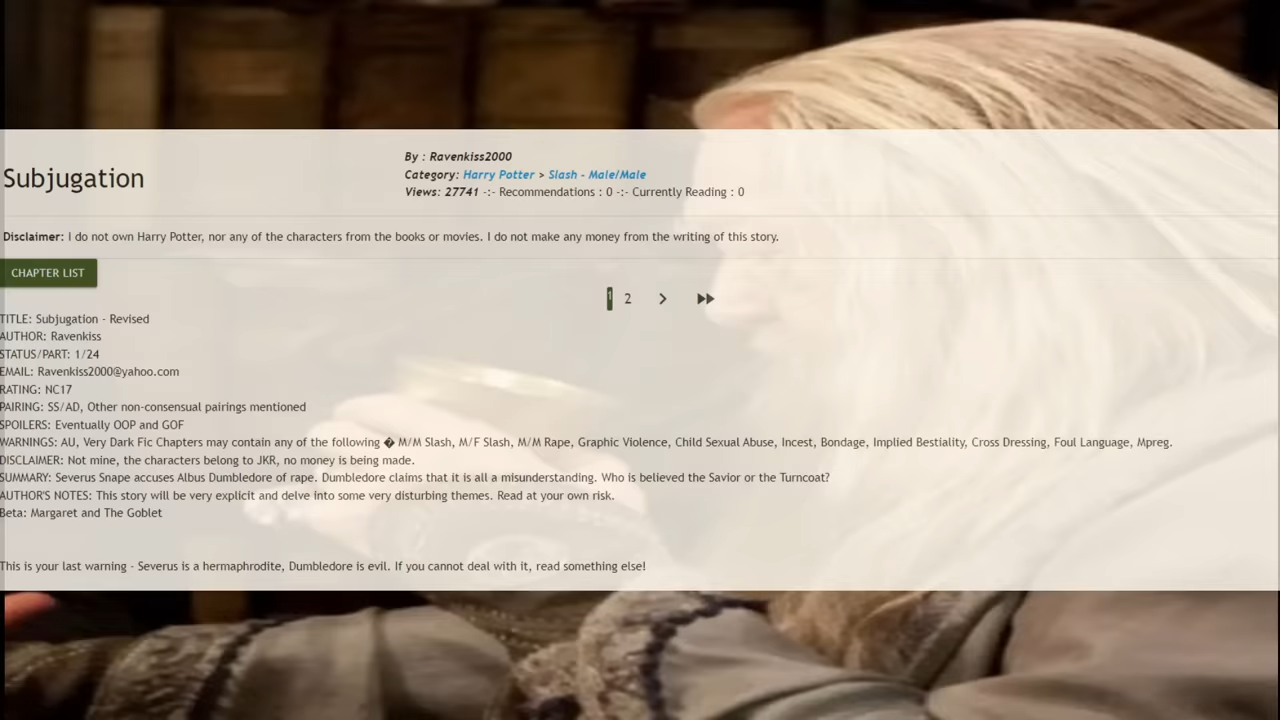 Subjugation
By : Ravenkiss2000
Category: Harry Potter > Slash - Male/Male
Views: 27741 -:- Recommendations : 0 -:- Currently Reading : 0
Disclaimer: I do not own Harry Potter, nor any of the characters from the books or movies. I do not make any money from the writing of this story.
CHAPTER LIST
1 2
TITLE: Subjugation - Revised
AUTHOR: Ravenkiss
STATUS/PART: 1/24
EMAIL: Ravenkiss2000@yahoo.com
RATING: NC17
PAIRING: SS/AD, Other non-consensual pairings mentioned
SPOILERS: Eventually OOP and GOF
WARNINGS: AU, Very Dark Fic Chapters may contain any of the following � M/M Slash, M/F Slash, M/M Rape, Graphic Violence, Child Sexual Abuse, Incest, Bondage, Implied Bestiality, Cross Dressing, Foul Language, Mpreg.
DISCLAIMER: Not mine, the characters belong to JKR, no money is being made.
SUMMARY: Severus Snape accuses Albus Dumbledore of rape. Dumbledore claims that it is all a misunderstanding. Who is believed the Savior or the Turncoat?
AUTHOR'S NOTES: This story will be very explicit and delve into some very disturbing themes. Read at your own risk.
Beta: Margaret and The Goblet
This is your last warning - Severus is a hermaphrodite, Dumbledore is evil. If you cannot deal with it, read something else!